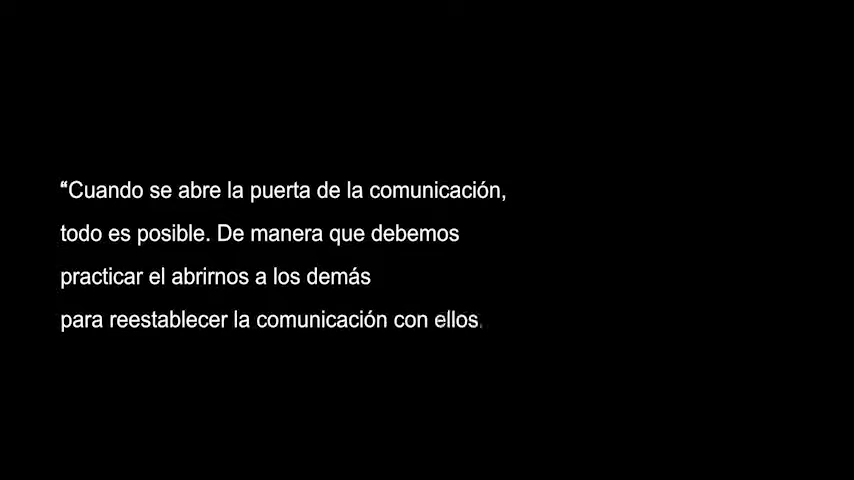 “Cuando se abre la puerta de la comunicación,
todo es posible. De manera que debemos
practicar el abrirnos a los demás
para reestablecer la comunicación con ellos.